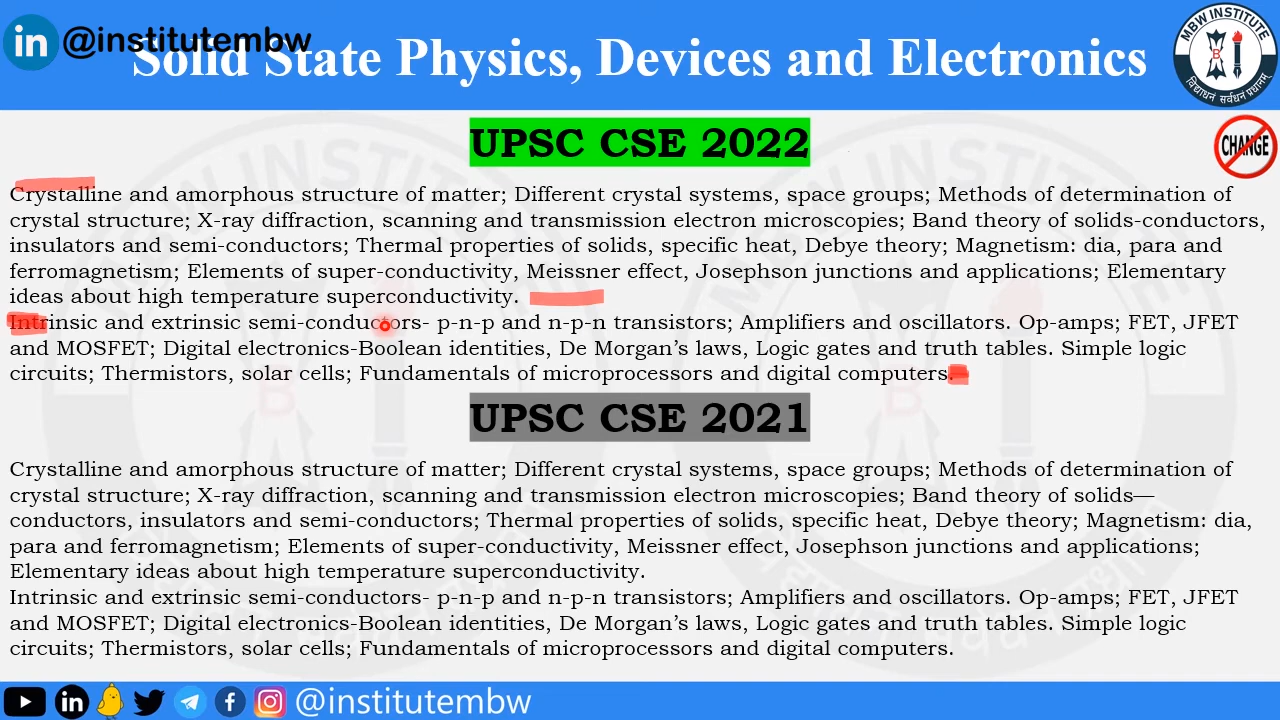 in @institutembw
Solid State Physics, Devices and Electronics
MBW INSTITUTE
B
विद्याधनं सर्वधनं प्रधानम्
UPSC CSE 2022
CHANGE
Crystalline and amorphous structure of matter; Different crystal systems, space groups; Methods of determination of
crystal structure; X-ray diffraction, scanning and transmission electron microscopies; Band theory of solids-conductors,
insulators and semi-conductors; Thermal properties of solids, specific heat, Debye theory; Magnetism: dia, para and
ferromagnetism; Elements of super-conductivity, Meissner effect, Josephson junctions and applications; Elementary
ideas about high temperature superconductivity.
Intrinsic and extrinsic semi-conductors- p-n-p and n-p-n transistors; Amplifiers and oscillators. Op-amps; FET, JFET
and MOSFET; Digital electronics-Boolean identities, De Morgan’s laws, Logic gates and truth tables. Simple logic
circuits; Thermistors, solar cells; Fundamentals of microprocessors and digital computers.
UPSC CSE 2021
Crystalline and amorphous structure of matter; Different crystal systems, space groups; Methods of determination of
crystal structure; X-ray diffraction, scanning and transmission electron microscopies; Band theory of solids—
conductors, insulators and semi-conductors; Thermal properties of solids, specific heat, Debye theory; Magnetism: dia,
para and ferromagnetism; Elements of super-conductivity, Meissner effect, Josephson junctions and applications;
Elementary ideas about high temperature superconductivity.
Intrinsic and extrinsic semi-conductors- p-n-p and n-p-n transistors; Amplifiers and oscillators. Op-amps; FET, JFET
and MOSFET; Digital electronics-Boolean identities, De Morgan’s laws, Logic gates and truth tables. Simple logic
circuits; Thermistors, solar cells; Fundamentals of microprocessors and digital computers.
in @institutembw